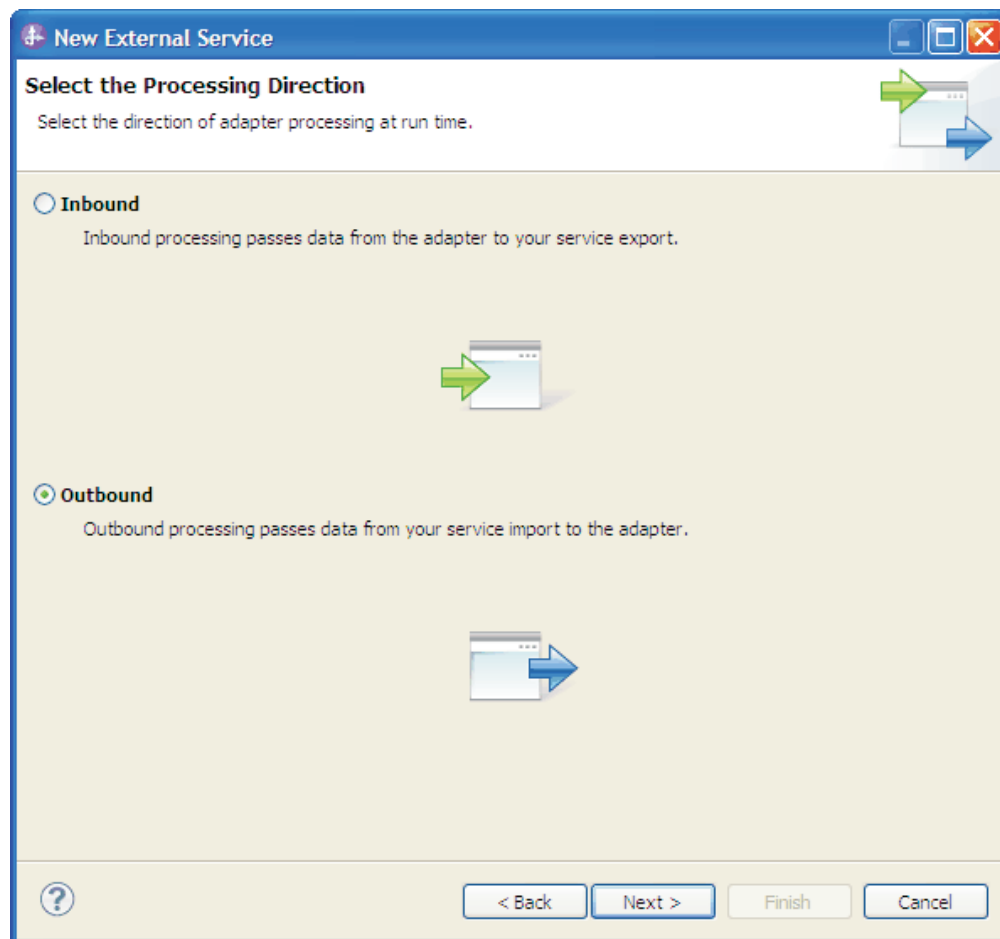 New External Service
Select the Processing Direction
Select the direction of adapter processing at run time.
Inbound
Inbound processing passes data from the adapter to your service export.
Outbound
Outbound processing passes data from your service import to the adapter.
?
< Back
Next >
Finish
Cancel